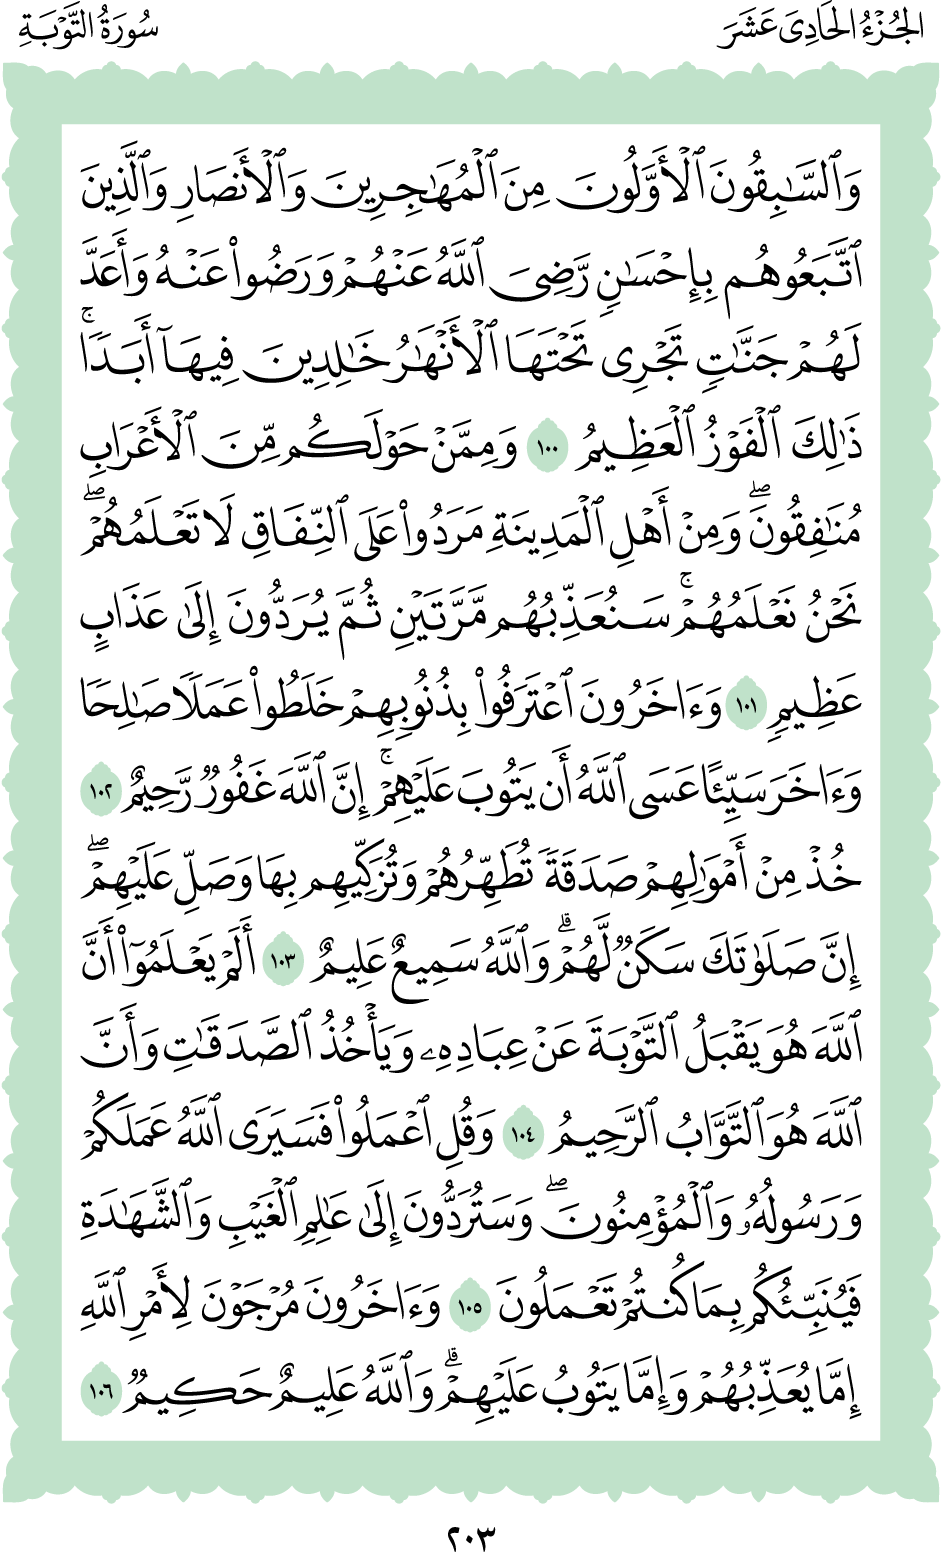 الجُزْءُ الحَادِىَ عَشَرَ
سُورَةُ التَّوْبَةِ
وَٱلسَّٰبِقُونَ ٱلْأَوَّلُونَ مِنَ ٱلْمُهَٰجِرِينَ وَٱلْأَنصَارِ وَٱلَّذِينَ
ٱتَّبَعُوهُم بِإِحْسَٰنٖ رَّضِىَ ٱللَّهُ عَنْهُمْ وَرَضُوا۟ عَنْهُ وَأَعَدَّ
لَهُمْ جَنَّٰتٖ تَجْرِى تَحْتَهَا ٱلْأَنْهَٰرُ خَٰلِدِينَ فِيهَآ أَبَدٗاۚ
ذَٰلِكَ ٱلْفَوْزُ ٱلْعَظِيمُ ١٠٠ وَمِمَّنْ حَوْلَكُم مِّنَ ٱلْأَعْرَابِ
مُنَٰفِقُونَۖ وَمِنْ أَهْلِ ٱلْمَدِينَةِ مَرَدُوا۟ عَلَى ٱلنِّفَاقِ لَا تَعْلَمُهُمْۖ
نَحْنُ نَعْلَمُهُمْۚ سَنُعَذِّبُهُم مَّرَّتَيْنِ ثُمَّ يُرَدُّونَ إِلَىٰ عَذَابٍ
عَظِيمٖ ١٠١ وَءَاخَرُونَ ٱعْتَرَفُوا۟ بِذُنُوبِهِمْ خَلَطُوا۟ عَمَلٗا صَٰلِحٗا
وَءَاخَرَ سَيِّئًا عَسَى ٱللَّهُ أَن يَتُوبَ عَلَيْهِمْۚ إِنَّ ٱللَّهَ غَفُورٞ رَّحِيمٌ ١٠٢
خُذْ مِنْ أَمْوَٰلِهِمْ صَدَقَةٗ تُطَهِّرُهُمْ وَتُزَكِّيهِم بِهَا وَصَلِّ عَلَيْهِمْۖ
إِنَّ صَلَوٰتَكَ سَكَنٞ لَّهُمْۗ وَٱللَّهُ سَمِيعٌ عَلِيمٌ ١٠٣ أَلَمْ يَعْلَمُوٓا۟ أَنَّ
ٱللَّهَ هُوَ يَقْبَلُ ٱلتَّوْبَةَ عَنْ عِبَادِهِۦ وَيَأْخُذُ ٱلصَّدَقَٰتِ وَأَنَّ
ٱللَّهَ هُوَ ٱلتَّوَّابُ ٱلرَّحِيمُ ١٠٤ وَقُلِ ٱعْمَلُوا۟ فَسَيَرَى ٱللَّهُ عَمَلَكُمْ
وَرَسُولُهُۥ وَٱلْمُؤْمِنُونَۖ وَسَتُرَدُّونَ إِلَىٰ عَٰلِمِ ٱلْغَيْبِ وَٱلشَّهَٰدَةِ
فَيُنَبِّئُكُم بِمَا كُنتُمْ تَعْمَلُونَ ١٠٥ وَءَاخَرُونَ مُرْجَوْنَ لِأَمْرِ ٱللَّهِ
إِمَّا يُعَذِّبُهُمْ وَإِمَّا يَتُوبُ عَلَيْهِمْۗ وَٱللَّهُ عَلِيمٌ حَكِيمٞ ١٠٦
٢٠٣